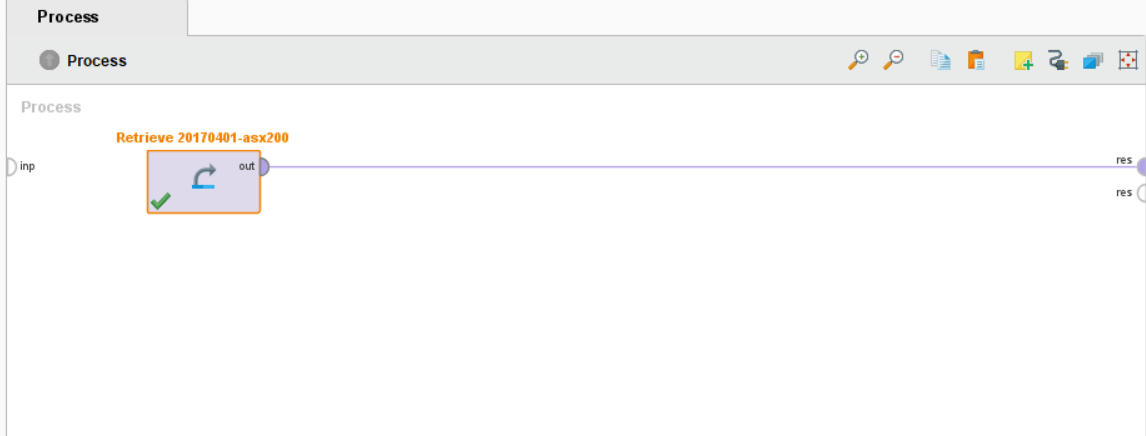 Process
Process
Process
Retrieve 20170401-asx200
inp
out
res
res